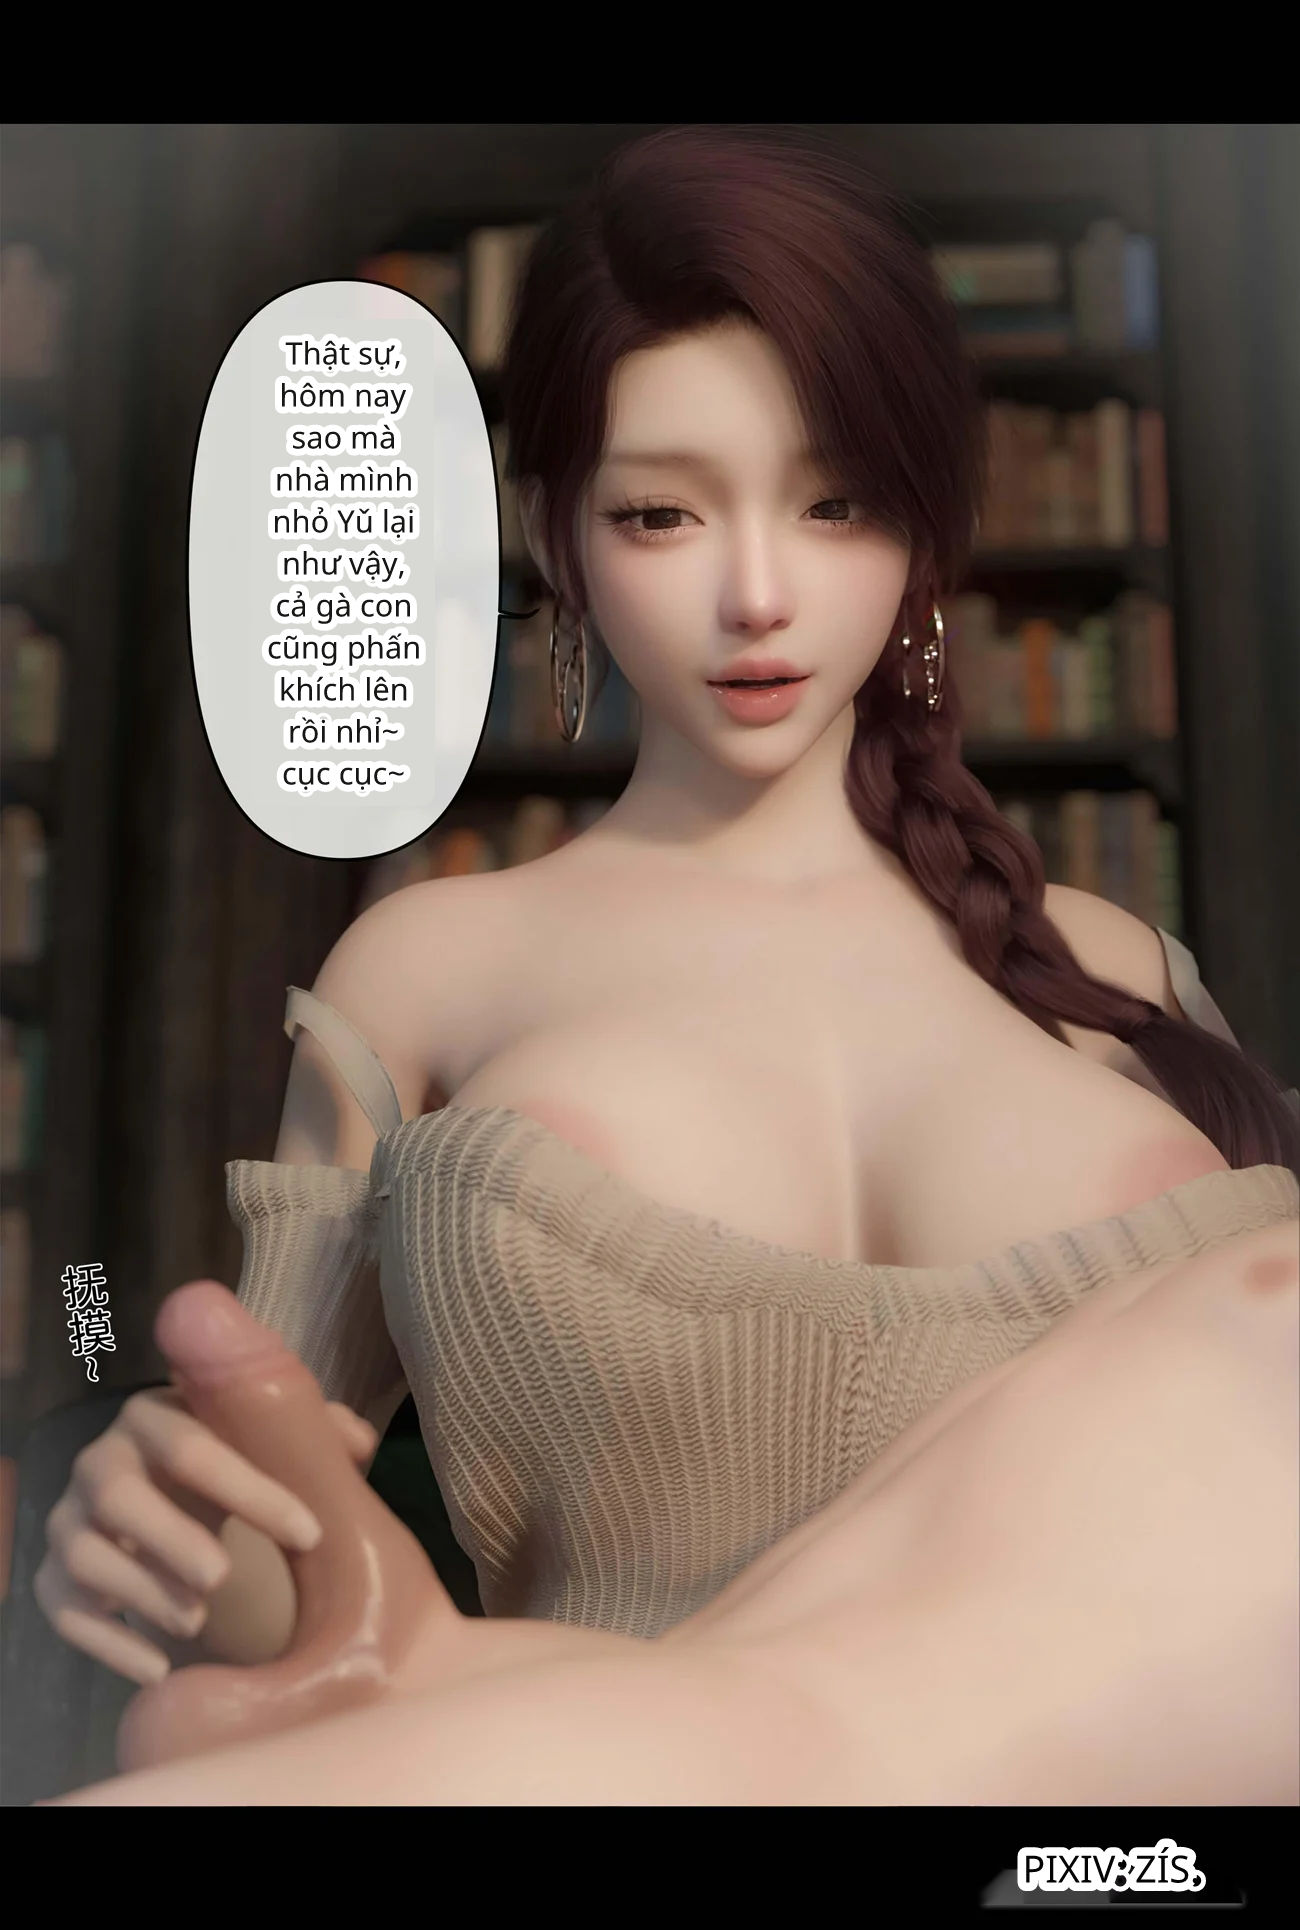 Thật sự,
hôm nay
sao mà
nhà mình
nhỏ Yǔ lại
như vậy,
cả gà con
cũng phấn
khích lên
rồi nhỉ~
cục cục~
抚摸~
PIXIV:ZÍS,